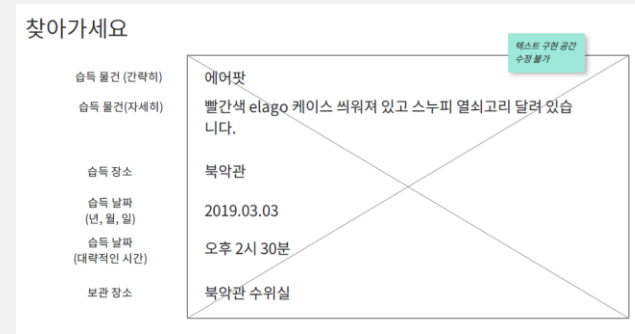 찾아가세요
텍스트 구현 공간
수정 불가
습득 물건 (간략히)
에어팟
습득 물건(자세히)
빨간색 elago 케이스 씌워져 있고 스누피 열쇠고리 달려 있습
니다.
습득 장소
북악관
습득 날짜
(년, 월, 일)
2019.03.03
습득 날짜
(대략적인 시간)
오후 2시 30분
보관 장소
북악관 수위실